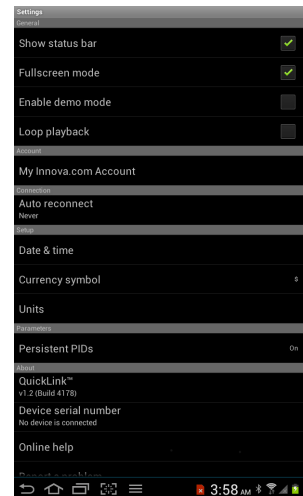 Settings
General
Show status bar
Fullscreen mode
Enable demo mode
Loop playback
Account
My Innova.com Account
Connection
Auto reconnect
Never
Setup
Date & time
Currency symbol $
Units
Parameters
Persistent PIDs On
About
QuickLink™
v1.2 (Build 4178)
Device serial number
No device is connected
Online help
Report a problem
3:58 AM